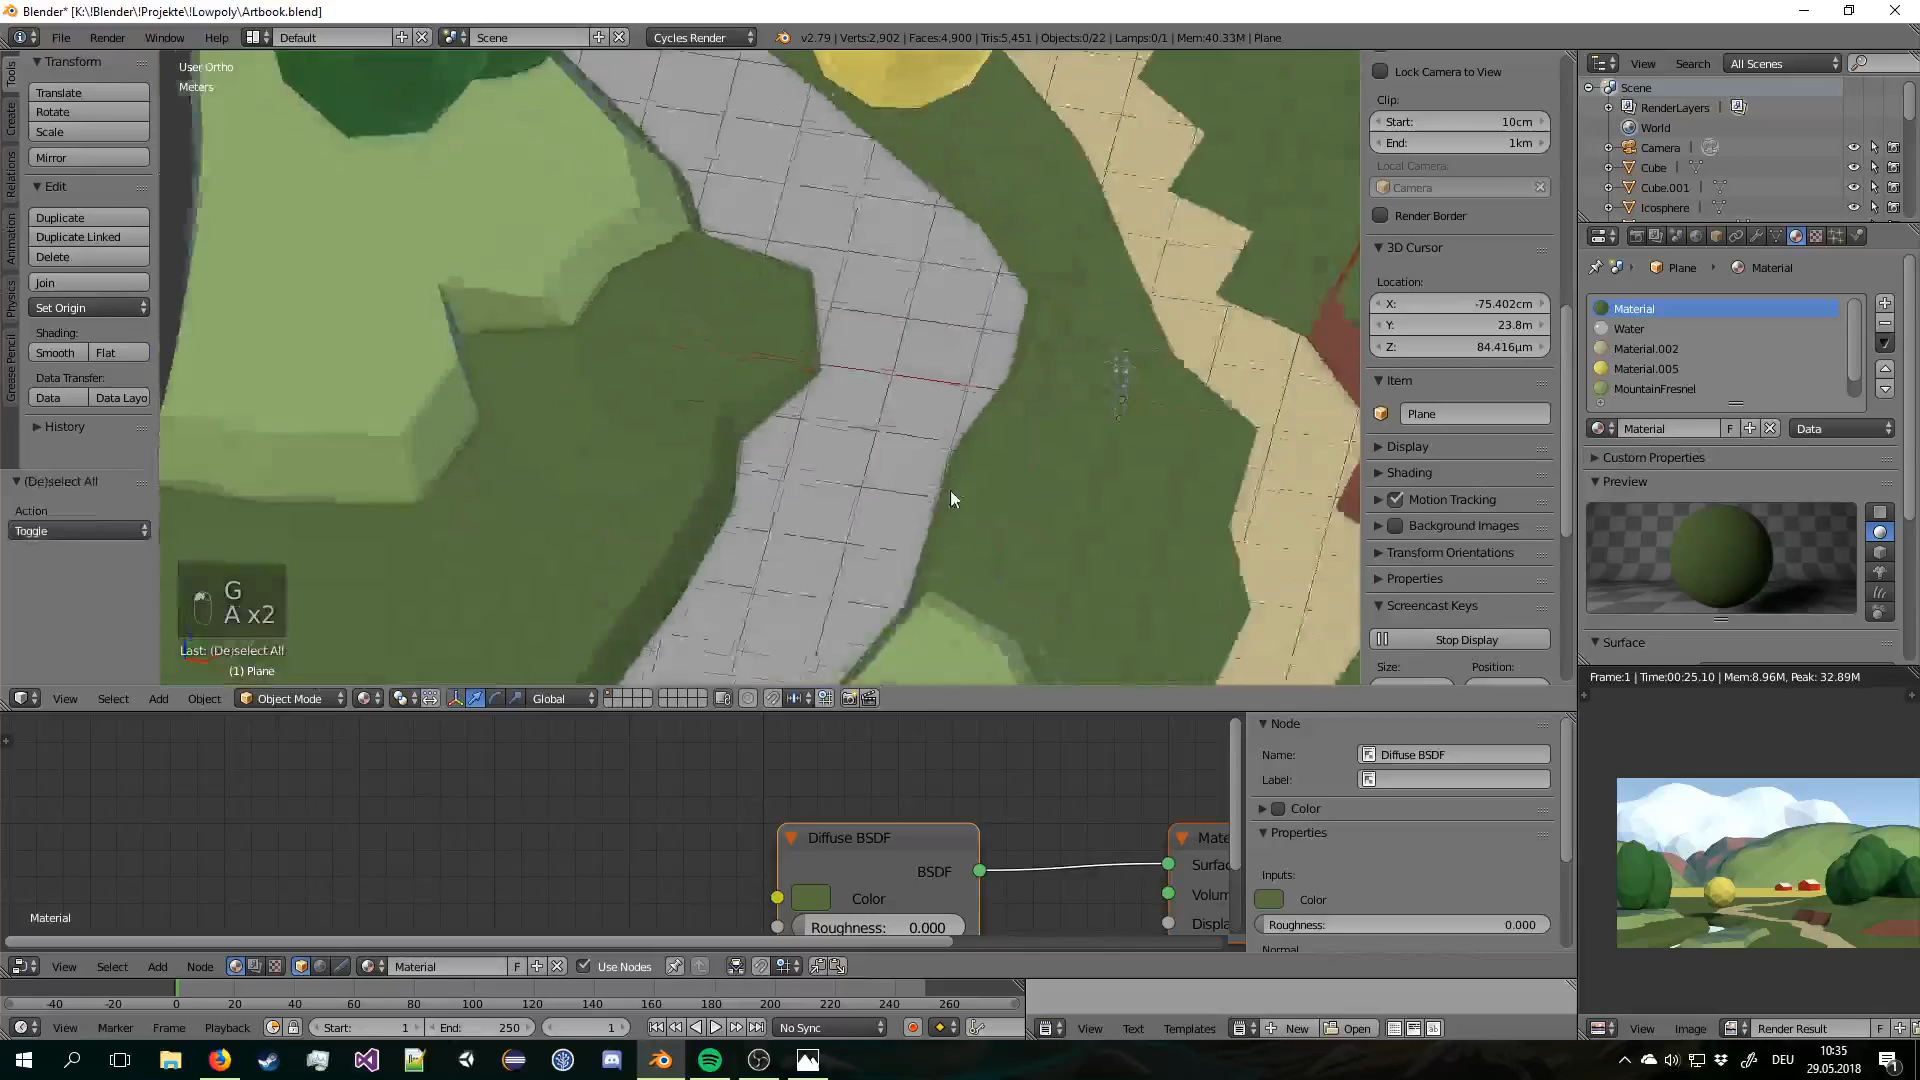 Blender* [K:\!Blender\!Projekte\!Lowpoly\Artbook.blend]
File Render Window Help Default Scene Cycles Render v2.79 | Verts:2,902 | Faces:4,900 | Tris:5,451 | Objects:0/22 | Lamps:0/1 | Mem:40.33M | Plane
Tools
Create
Relations
Animation
Physics
Grease Pencil
Transform
Translate
Rotate
Scale
Mirror
Edit
Duplicate
Duplicate Linked
Delete
Join
Set Origin
Shading:
Smooth Flat
Data Transfer:
Data Data Layo
History
(De)select All
Action
Toggle
User Ortho
Meters
G
A x2
Last: (De)select All
(1) Plane
View Select Add Object Object Mode Global
Lock Camera to View
Clip:
Start: 10cm
End: 1km
Local Camera:
Camera
Render Border
3D Cursor
Location:
X: -75.402cm
Y: 23.8m
Z: 84.416µm
Item
Plane
Display
Shading
Motion Tracking
Background Images
Transform Orientations
Properties
Screencast Keys
Stop Display
Size: Position:
View Search All Scenes
Scene
RenderLayers
World
Camera
Cube
Cube.001
Icosphere
Plane Material
Material
Water
Material.002
Material.005
MountainFresnel
Material F Data
Custom Properties
Preview
Surface
Frame:1 | Time:00:25.10 | Mem:8.96M, Peak: 32.89M
Diffuse BSDF
BSDF
Color
Roughness: 0.000
Mate
Surfac
Volum
Displa
Material
Node
Name: Diffuse BSDF
Label:
Color
Properties
Inputs:
Color
Roughness: 0.000
Normal
View Select Add Node Material F Use Nodes
-40 -20 0 20 40 60 80 100 120 140 160 180 200 220 240 260
View Marker Frame Playback Start: 1 End: 250 1 No Sync
View Text Templates New Open
View Image Render Result F
DEU
10:35
29.05.2018
1